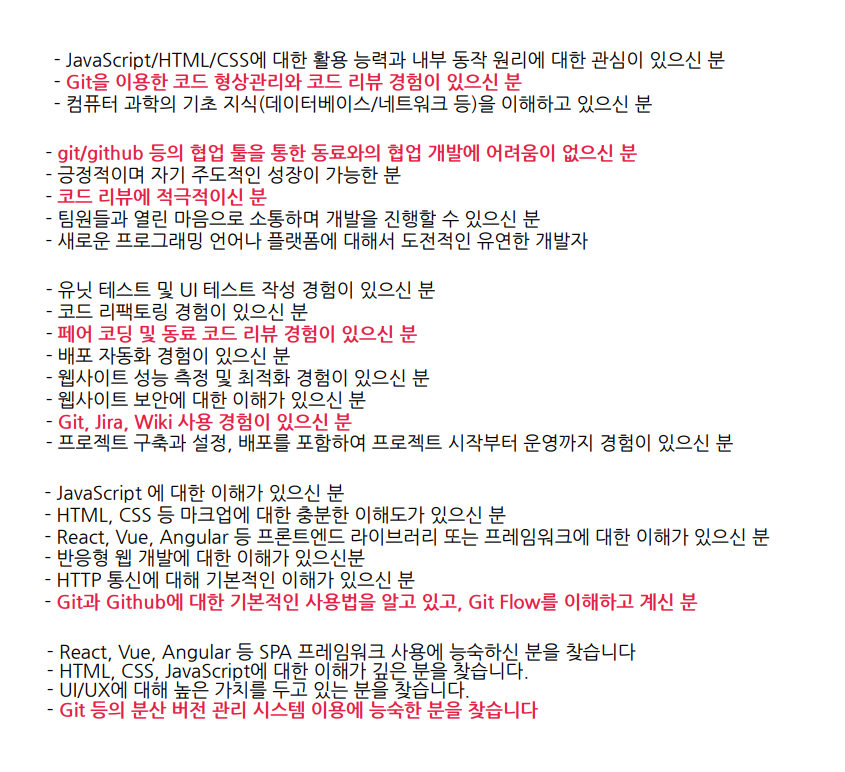 - JavaScript/HTML/CSS에 대한 활용 능력과 내부 동작 원리에 대한 관심이 있으신 분
- Git을 이용한 코드 형상관리와 코드 리뷰 경험이 있으신 분
- 컴퓨터 과학의 기초 지식(데이터베이스/네트워크 등)을 이해하고 있으신 분
- git/github 등의 협업 툴을 통한 동료와의 협업 개발에 어려움이 없으신 분
- 긍정적이며 자기 주도적인 성장이 가능한 분
- 코드 리뷰에 적극적이신 분
- 팀원들과 열린 마음으로 소통하며 개발을 진행할 수 있으신 분
- 새로운 프로그래밍 언어나 플랫폼에 대해서 도전적인 유연한 개발자
- 유닛 테스트 및 UI 테스트 작성 경험이 있으신 분
- 코드 리팩토링 경험이 있으신 분
- 페어 코딩 및 동료 코드 리뷰 경험이 있으신 분
- 배포 자동화 경험이 있으신 분
- 웹사이트 성능 측정 및 최적화 경험이 있으신 분
- 웹사이트 보안에 대한 이해가 있으신 분
- Git, Jira, Wiki 사용 경험이 있으신 분
- 프로젝트 구축과 설정, 배포를 포함하여 프로젝트 시작부터 운영까지 경험이 있으신 분
- JavaScript 에 대한 이해가 있으신 분
- HTML, CSS 등 마크업에 대한 충분한 이해도가 있으신 분
- React, Vue, Angular 등 프론트엔드 라이브러리 또는 프레임워크에 대한 이해가 있으신 분
- 반응형 웹 개발에 대한 이해가 있으신분
- HTTP 통신에 대해 기본적인 이해가 있으신 분
- Git과 Github에 대한 기본적인 사용법을 알고 있고, Git Flow를 이해하고 계신 분
- React, Vue, Angular 등 SPA 프레임워크 사용에 능숙하신 분을 찾습니다
- HTML, CSS, JavaScript에 대한 이해가 깊은 분을 찾습니다.
- UI/UX에 대해 높은 가치를 두고 있는 분을 찾습니다.
- Git 등의 분산 버전 관리 시스템 이용에 능숙한 분을 찾습니다